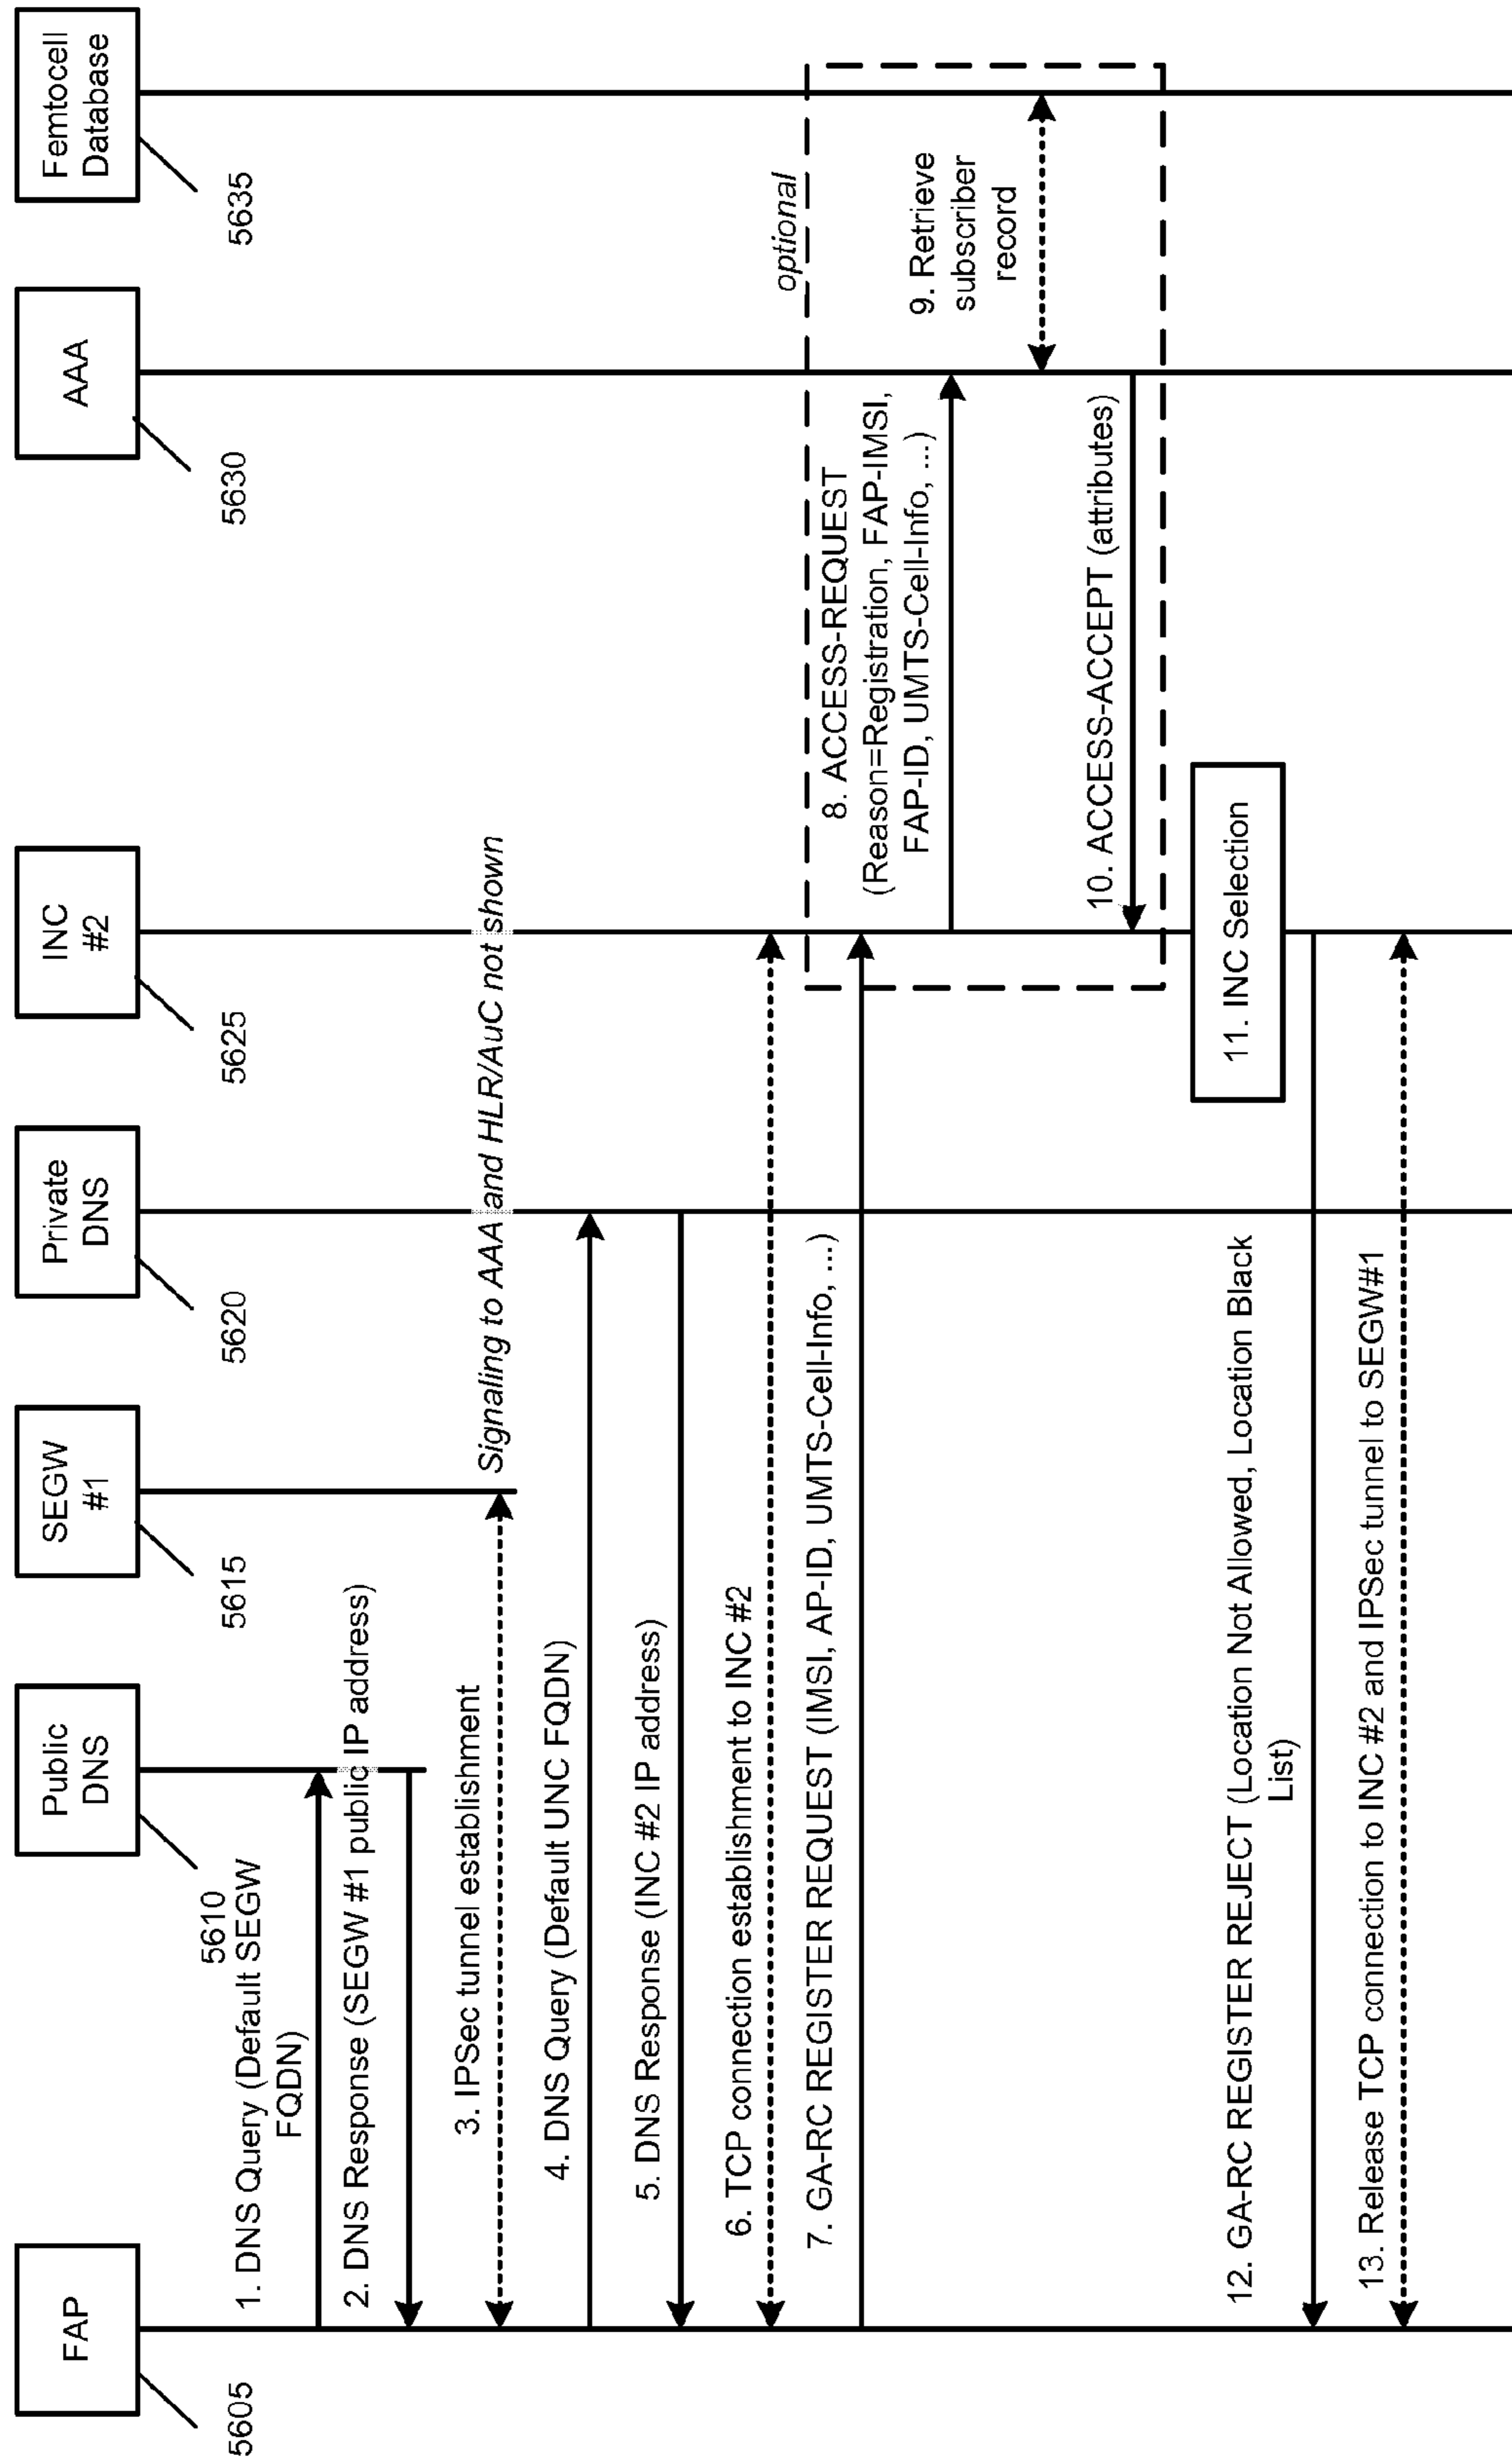 FAP
Public
DNS
SEGW
#1
Private
DNS
INC
#2
AAA
Femtocell
Database
5605
5610
5615
5620
5625
5630
5635
1. DNS Query (Default SEGW
FQDN)
2. DNS Response (SEGW #1 public IP address)
3. IPSec tunnel establishment
Signaling to AAA and HLR/AuC not shown
4. DNS Query (Default UNC FQDN)
5. DNS Response (INC #2 IP address)
6. TCP connection establishment to INC #2
optional
7. GA-RC REGISTER REQUEST (IMSI, AP-ID, UMTS-Cell-Info, ...)
8. ACCESS-REQUEST
(Reason=Registration, FAP-IMSI,
FAP-ID, UMTS-Cell-Info, ...)
9. Retrieve
subscriber
record
10. ACCESS-ACCEPT (attributes)
11. INC Selection
12. GA-RC REGISTER REJECT (Location Not Allowed, Location Black
List)
13. Release TCP connection to INC #2 and IPSec tunnel to SEGW#1